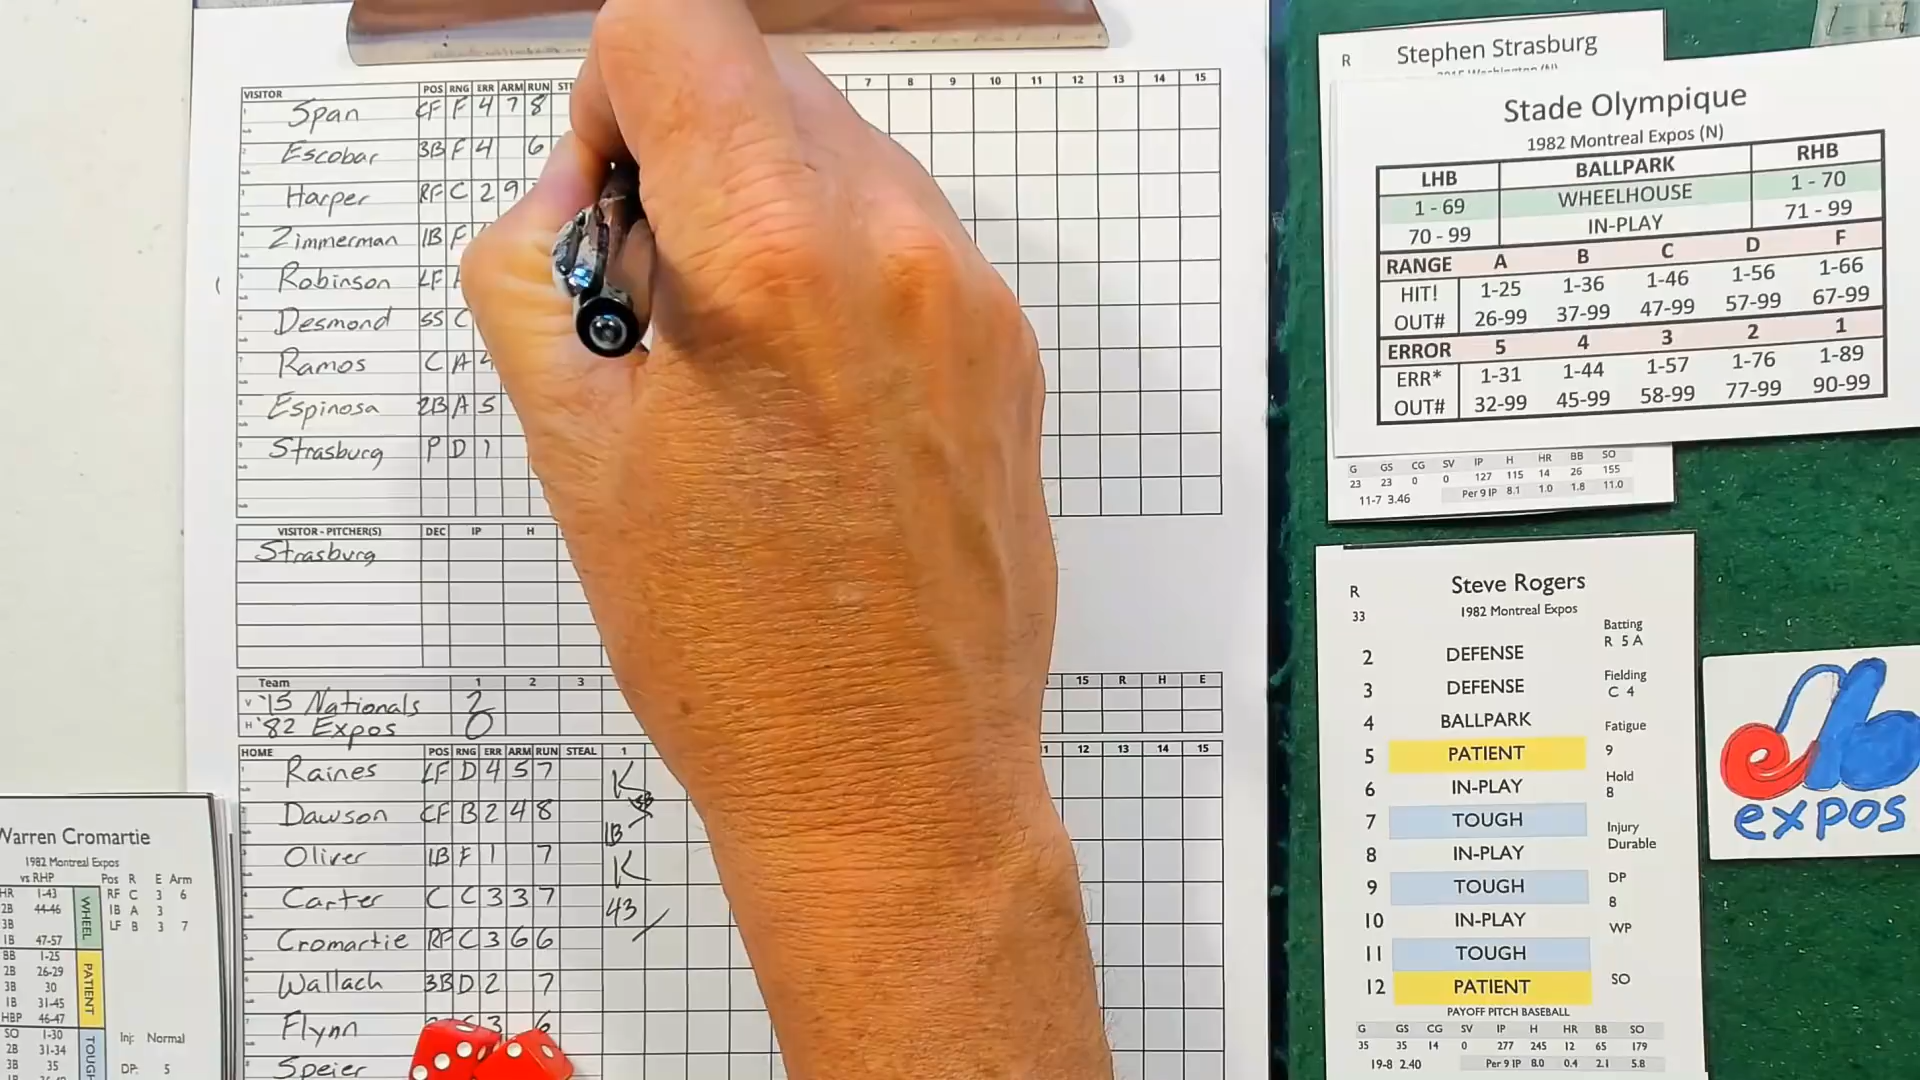 VISITOR POS RNG ERR ARM RUN 7 8 9 10 11 12 13 14 15
Span CF F 4 7 8
Escobar 3B F 4 6
Harper RF C 2 9
Zimmerman 1B F
Robinson LF
Desmond SS C
Ramos C A 4
Espinosa 2B A 5
Strasburg P D 1
VISITOR - PITCHER(S) DEC IP H
Strasburg
Team 1 2 3 15 R H E
V '15 Nationals 2
H '82 Expos 0
HOME POS RNG ERR ARM RUN STEAL 1 11 12 13 14 15
Raines LF D 4 5 7 K
Dawson CF B 2 4 8 1B SB
Oliver 1B F 1 7 K
Carter C C 3 3 7 43
Cromartie RF C 3 6 6
Wallach 3B D 2 7
Flynn 3 6
Speier
Warren Cromartie
1982 Montreal Expos
vs RHP Pos R E Arm
HR 1-43 RF C 3 6
2B 44-46 1B A 3
3B LF B 3 7
1B 47-57
WHEEL
BB 1-25
2B 26-29
3B 30
1B 31-45
HBP 46-47
PATIENT
SO 1-30 Inj: Normal
2B 31-34
3B 35 DP: 5
TOUGH
R Stephen Strasburg
Stade Olympique
1982 Montreal Expos (N)
LHB BALLPARK RHB
1 - 69 WHEELHOUSE 1 - 70
70 - 99 IN-PLAY 71 - 99
RANGE A B C D F
HIT! 1-25 1-36 1-46 1-56 1-66
OUT# 26-99 37-99 47-99 57-99 67-99
ERROR 5 4 3 2 1
ERR* 1-31 1-44 1-57 1-76 1-89
OUT# 32-99 45-99 58-99 77-99 90-99
G GS CG SV IP H HR BB SO
23 23 0 0 127 115 14 26 155
11-7 3.46 Per 9 IP 8.1 1.0 1.8 11.0
R Steve Rogers
33 1982 Montreal Expos
Batting
R 5 A
2 DEFENSE
Fielding
C 4
3 DEFENSE
4 BALLPARK
Fatigue
9
5 PATIENT
6 IN-PLAY
Hold
8
7 TOUGH
Injury
Durable
8 IN-PLAY
9 TOUGH
DP
8
10 IN-PLAY
WP
11 TOUGH
12 PATIENT
SO
PAYOFF PITCH BASEBALL
G GS CG SV IP H HR BB SO
35 35 14 0 277 245 12 65 179
19-8 2.40 Per 9 IP 8.0 0.4 2.1 5.8
expos